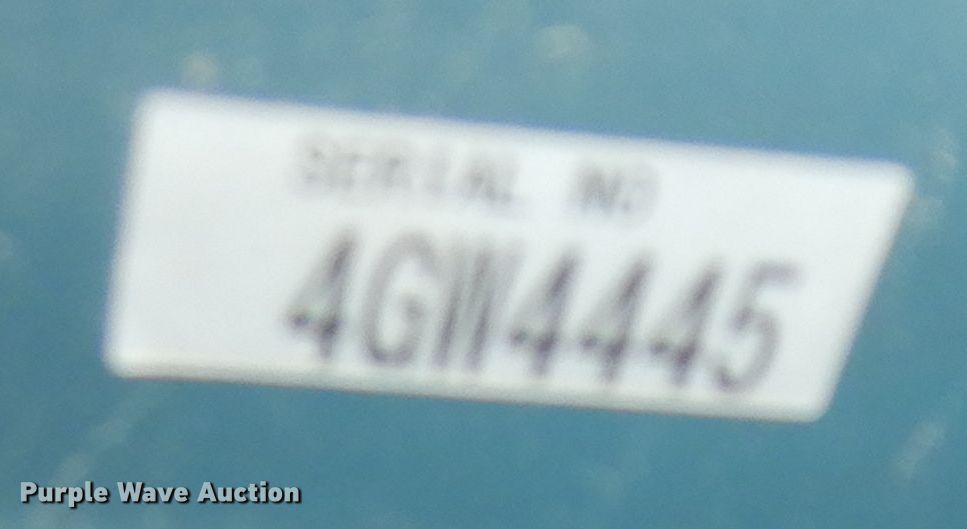 SERIAL NO
4GW4445
Purple Wave Auction